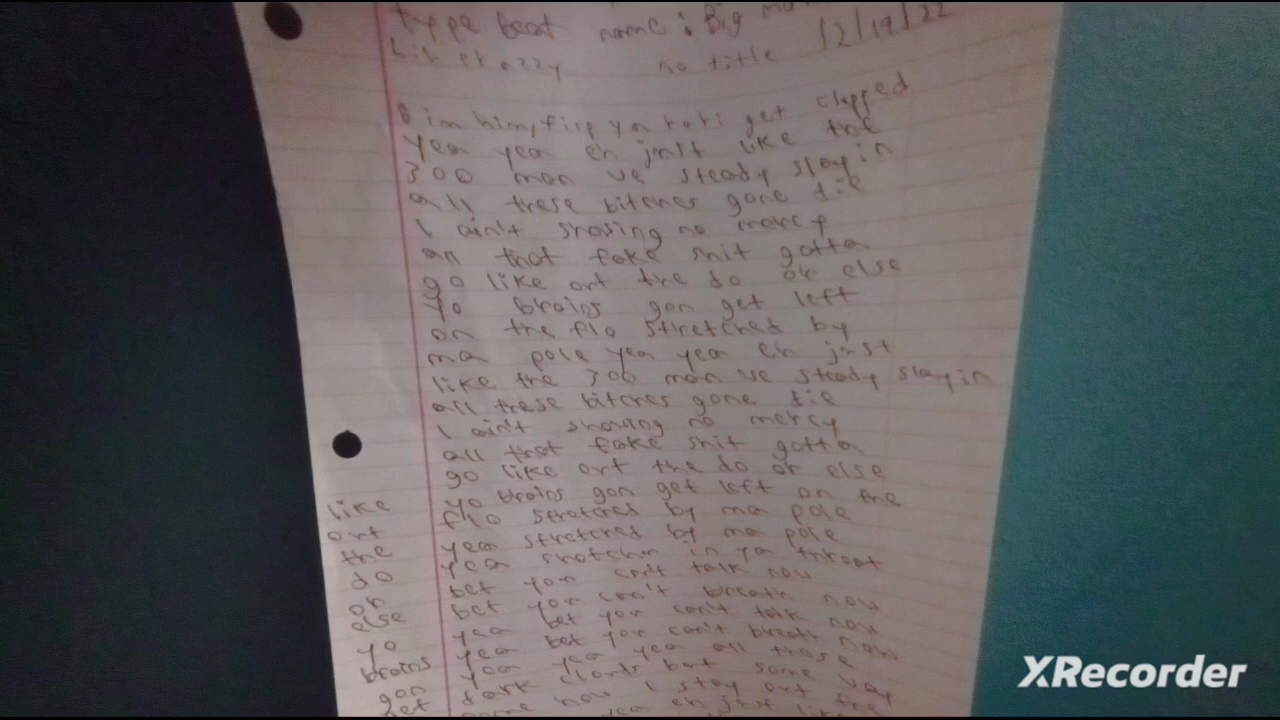 type beat name: Big
no title 12/19/22
im him, get clapped
yea yea eh just like the
300 man we steady slayin
all these bitches gone die
I ain't showing no mercy
all that fake shit gotta
go like out the do or else
yo brains gon get left
on the flo stretched by
ma pole yea yea eh just
like the 300 man we steady slayin
all these bitches gone die
I ain't showing no mercy
all that fake shit gotta
go like out the do or else
yo brains gon get left on the
flo stretched by ma pole
yea stretched by ma pole
yea in ya throat
bet you can't talk now
bet you can't breath now
yea bet you can't talk now
yea bet you can't breath now
yea yea all these
dark clouds but some way
some how I stay out the
yea eh just like
like
out
the
do
or
else
yo
brains
gon
get
XRecorder